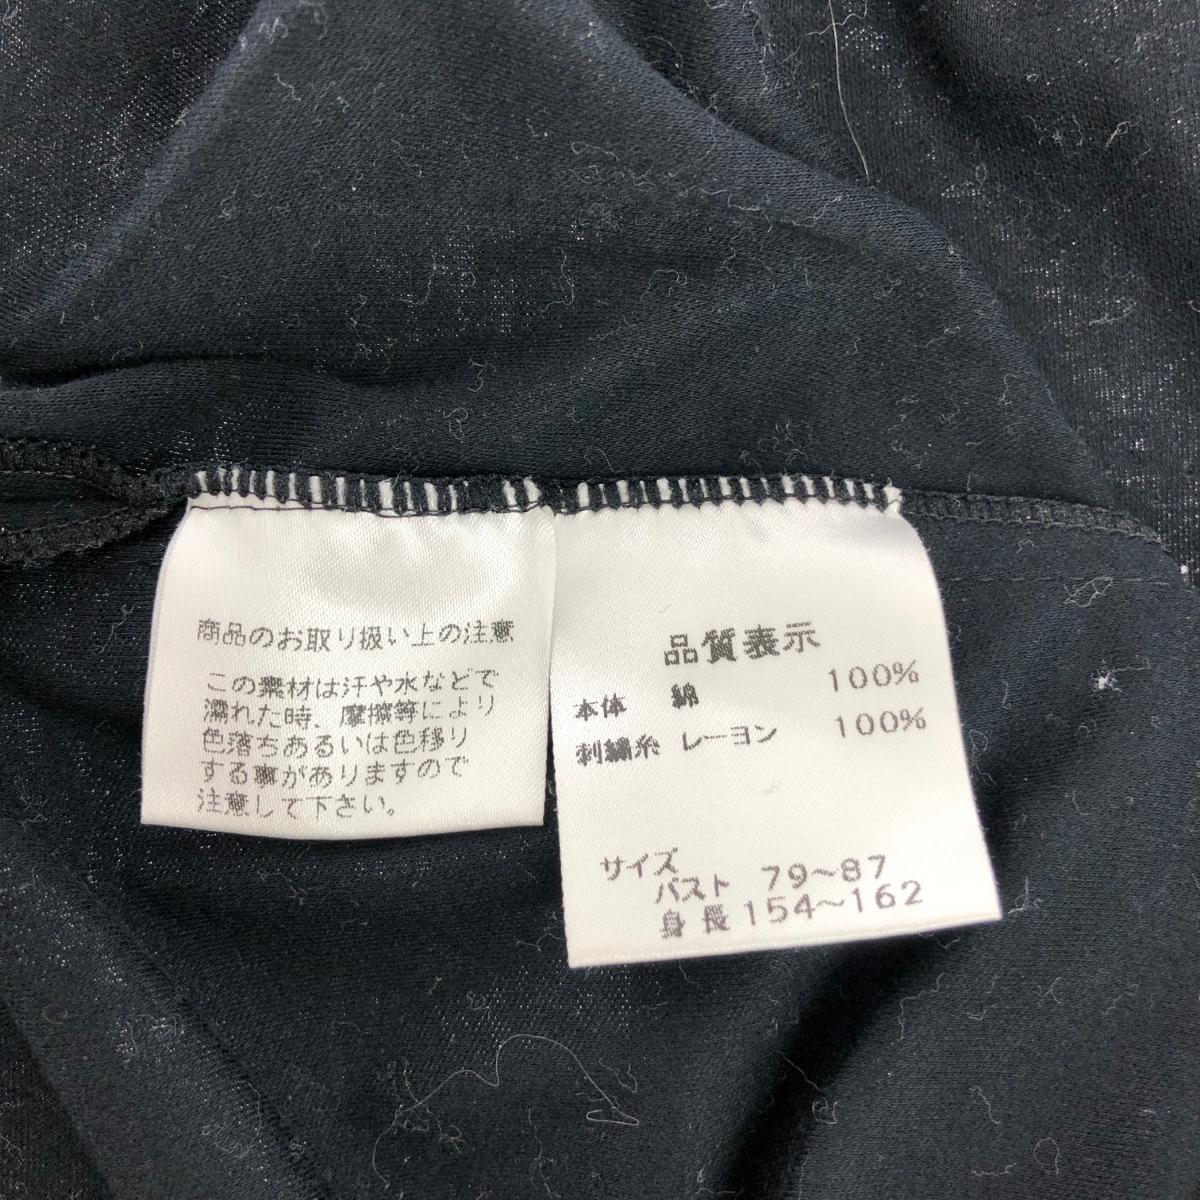 商品のお取り扱い上の注意
この素材は汗や水などで
濡れた時、摩擦等により
色落ちあるいは色移り
する事がありますので
注意して下さい。
品質表示
本体 綿 100%
刺繍糸 レーヨン 100%
サイズ
バスト 79～87
身長 154～162